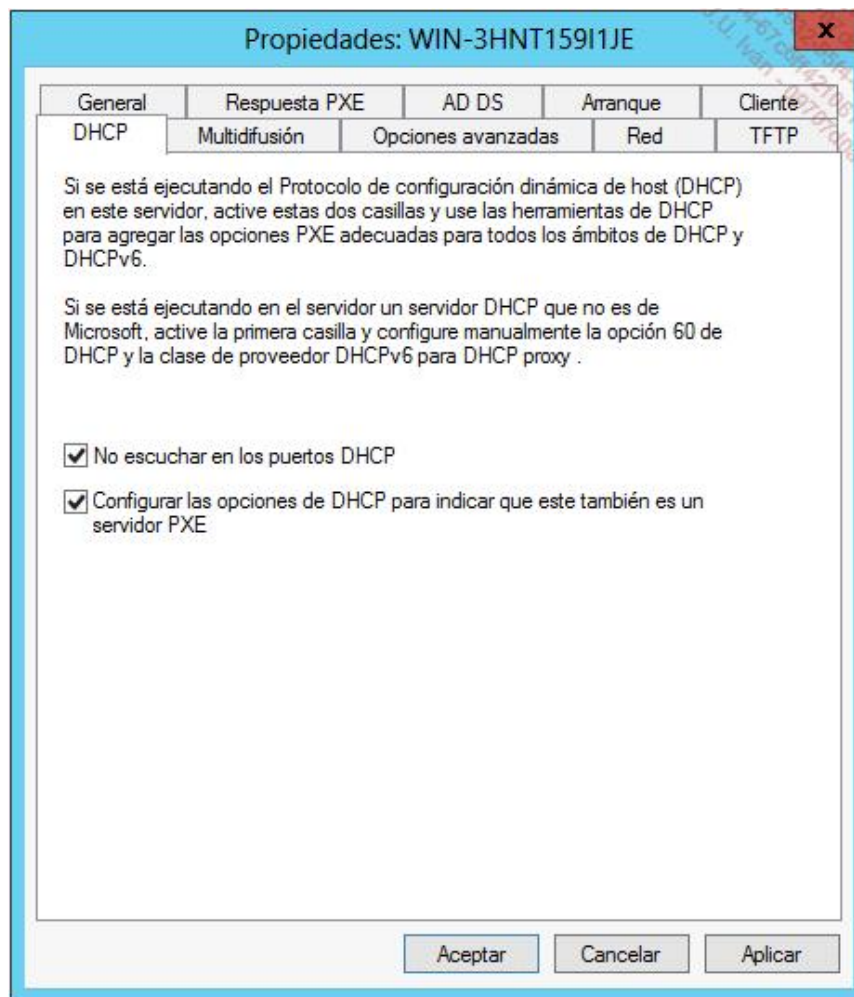 Propiedades: WIN-3HNT159I1JE
x
General
Respuesta PXE
AD DS
Arranque
Cliente
DHCP
Multidifusión
Opciones avanzadas
Red
TFTP
Si se está ejecutando el Protocolo de configuración dinámica de host (DHCP)
en este servidor, active estas dos casillas y use las herramientas de DHCP
para agregar las opciones PXE adecuadas para todos los ámbitos de DHCP y
DHCPv6.
Si se está ejecutando en el servidor un servidor DHCP que no es de
Microsoft, active la primera casilla y configure manualmente la opción 60 de
DHCP y la clase de proveedor DHCPv6 para DHCP proxy .
No escuchar en los puertos DHCP
Configurar las opciones de DHCP para indicar que este también es un
servidor PXE
Aceptar
Cancelar
Aplicar